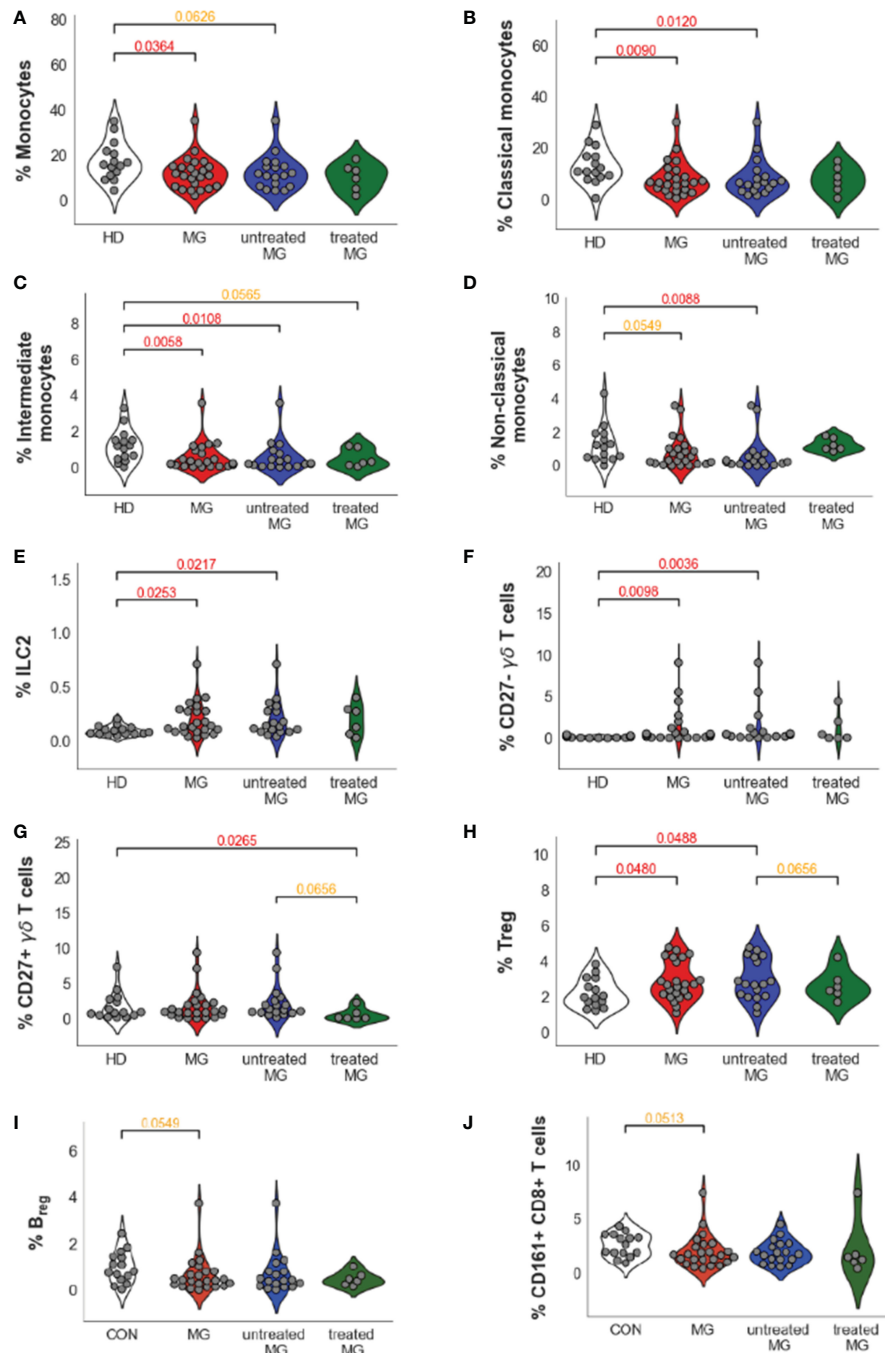 A
% Monocytes
80
60
40
20
0
0.0626
0.0364
HD
MG
untreated
MG
treated
MG
B
% Classical monocytes
60
40
20
0
0.0120
0.0090
HD
MG
untreated
MG
treated
MG
C
% Intermediate
monocytes
8
6
4
2
0
0.0565
0.0108
0.0058
HD
MG
untreated
MG
treated
MG
D
% Non-classical
monocytes
10
8
6
4
2
0
0.0088
0.0549
HD
MG
untreated
MG
treated
MG
E
% ILC2
1.5
1.0
0.5
0.0
0.0217
0.0253
HD
MG
untreated
MG
treated
MG
F
% CD27- γδ T cells
20
15
10
5
0
0.0036
0.0098
HD
MG
untreated
MG
treated
MG
G
% CD27+ γδ T cells
25
20
15
10
5
0
0.0265
0.0656
HD
MG
untreated
MG
treated
MG
H
% Treg
10
8
6
4
2
0
0.0488
0.0480
0.0656
HD
MG
untreated
MG
treated
MG
I
% Breg
6
4
2
0
0.0549
CON
MG
untreated
MG
treated
MG
J
% CD161+ CD8+ T cells
10
5
0
0.0513
CON
MG
untreated
MG
treated
MG